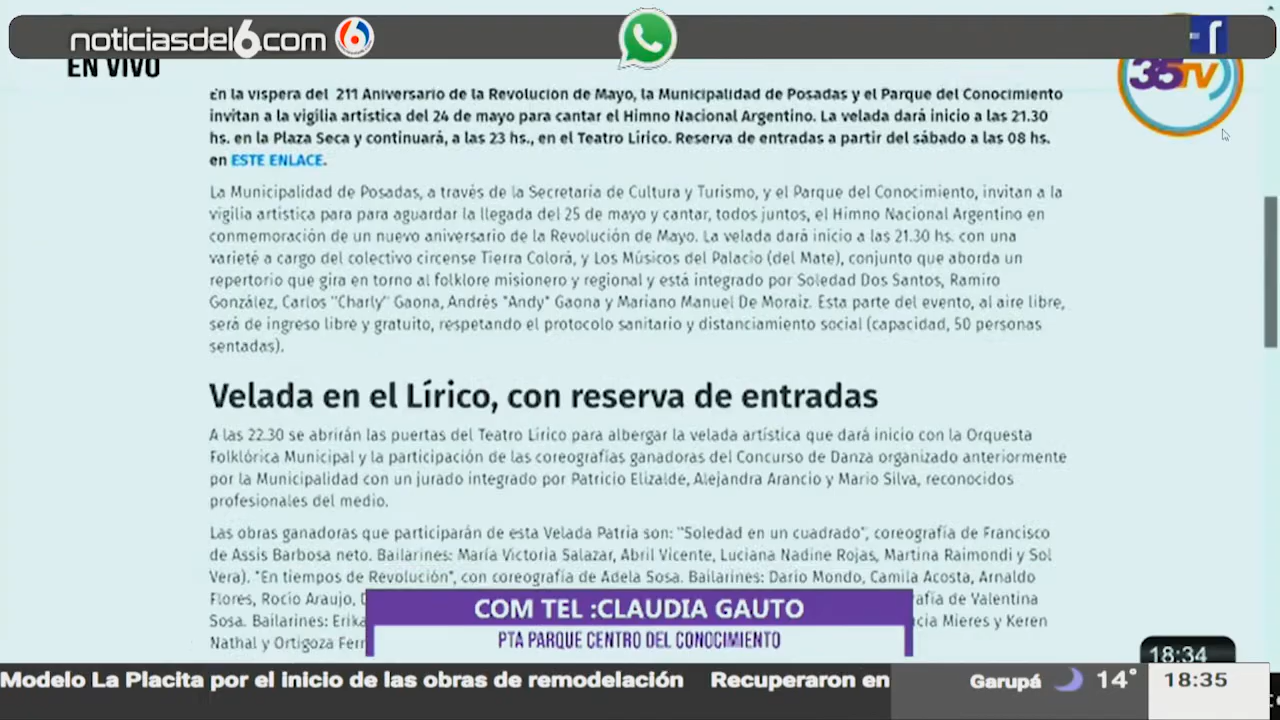 noticiasdel6.com
EN VIVO
35TV
En la víspera del 211 Aniversario de la Revolución de Mayo, la Municipalidad de Posadas y el Parque del Conocimiento
invitan a la vigilia artística del 24 de mayo para cantar el Himno Nacional Argentino. La velada dará inicio a las 21.30
hs. en la Plaza Seca y continuará, a las 23 hs., en el Teatro Lírico. Reserva de entradas a partir del sábado a las 08 hs.
en ESTE ENLACE.
La Municipalidad de Posadas, a través de la Secretaría de Cultura y Turismo, y el Parque del Conocimiento, invitan a la
vigilia artística para para aguardar la llegada del 25 de mayo y cantar, todos juntos, el Himno Nacional Argentino en
conmemoración de un nuevo aniversario de la Revolución de Mayo. La velada dará inicio a las 21.30 hs. con una
varieté a cargo del colectivo circense Tierra Colorá, y Los Músicos del Palacio (del Mate), conjunto que aborda un
repertorio que gira en torno al folklore misionero y regional y está integrado por Soledad Dos Santos, Ramiro
González, Carlos "Charly" Gaona, Andrés "Andy" Gaona y Mariano Manuel De Moraiz. Esta parte del evento, al aire libre,
será de ingreso libre y gratuito, respetando el protocolo sanitario y distanciamiento social (capacidad, 50 personas
sentadas).
Velada en el Lírico, con reserva de entradas
A las 22.30 se abrirán las puertas del Teatro Lírico para albergar la velada artística que dará inicio con la Orquesta
Folklórica Municipal y la participación de las coreografías ganadoras del Concurso de Danza organizado anteriormente
por la Municipalidad con un jurado integrado por Patricio Elizalde, Alejandra Arancio y Mario Silva, reconocidos
profesionales del medio.
Las obras ganadoras que participarán de esta Velada Patria son: "Soledad en un cuadrado", coreografía de Francisco
de Assis Barbosa neto. Bailarines: María Victoria Salazar, Abril Vicente, Luciana Nadine Rojas, Martina Raimondi y Sol
Vera). "En tiempos de Revolución", con coreografía de Adela Sosa. Bailarines: Darío Mondo, Camila Acosta, Arnaldo
Flores, Rocío Araujo, afía de Valentina
Sosa. Bailarines: Erika cia Mieres y Keren
Nathal y Ortigoza Ferr
COM TEL :CLAUDIA GAUTO
PTA PARQUE CENTRO DEL CONOCIMIENTO
18:34
Modelo La Placita por el inicio de las obras de remodelación Recuperaron en
Garupá 14° 18:35